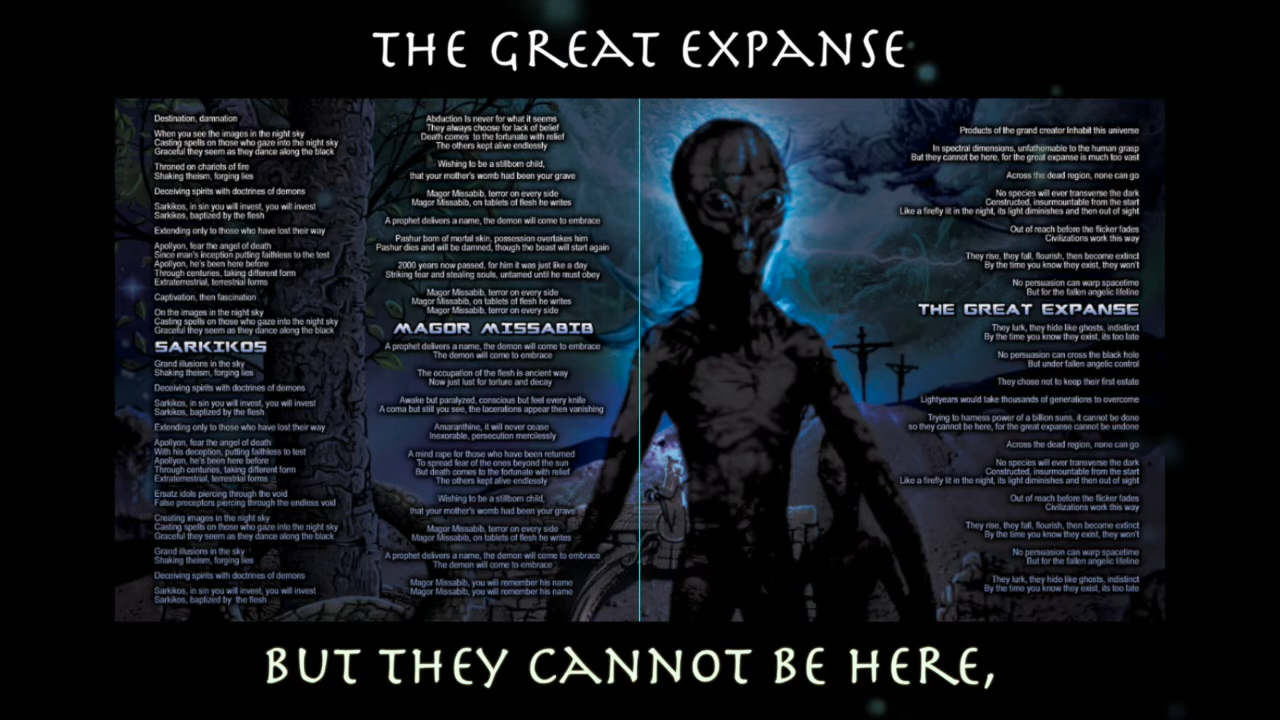 THE GREAT EXPANSE
Destination, damnation
When you see the images in the night sky
Casting spells on those who gaze into the night sky
Graceful they seem as they dance along the black
Throned on chariots of fire
Shaking theism, forging lies
Deceiving spirits with doctrines of demons
Sarkikos, in sin you will invest, you will invest
Sarkikos, baptized by the flesh
Extending only to those who have lost their way
Apollyon, fear the angel of death
Since man's inception putting faithless to the test
Apollyon, he's been here before
Through centuries, taking different form
Extraterrestrial, terrestrial forms
Captivation, then fascination
On the images in the night sky
Casting spells on those who gaze into the night sky
Graceful they seem as they dance along the black
SARKIKOS
Grand illusions in the sky
Shaking theism, forging lies
Deceiving spirits with doctrines of demons
Sarkikos, in sin you will invest, you will invest
Sarkikos, baptized by the flesh
Extending only to those who have lost their way
Apollyon, fear the angel of death
With his deception, putting faithless to test
Apollyon, he's been here before
Through centuries, taking different form
Extraterrestrial, terrestrial forms
Ersatz idols piercing through the void
False preceptors piercing through the endless void
Creating images in the night sky
Casting spells on those who gaze into the night sky
Graceful they seem as they dance along the black
Grand illusions in the sky
Shaking theism, forging lies
Deceiving spirits with doctrines of demons
Sarkikos, in sin you will invest, you will invest
Sarkikos, baptized by the flesh
Abduction is never for what it seems
They always choose for lack of belief
Death comes to the fortunate with relief
The others kept alive endlessly
Wishing to be a stillborn child,
that your mother's womb had been your grave
Magor Missabib, terror on every side
Magor Missabib, on tablets of flesh he writes
A prophet delivers a name, the demon will come to embrace
Pashur born of mortal skin, possession overtakes him
Pashur dies and will be damned, though the beast will start again
2000 years now passed, for him it was just like a day
Striking fear and stealing souls, untamed until he must obey
Magor Missabib, terror on every side
Magor Missabib, on tablets of flesh he writes
Magor Missabib, terror on every side
MAGOR MISSABIB
A prophet delivers a name, the demon will come to embrace
The demon will come to embrace
The occupation of the flesh is ancient way
Now just lust for torture and decay
Awake but paralyzed, conscious but feel every knife
A coma but still you see, the lacerations appear then vanishing
Amaranthine, it will never cease
Inexorable, persecution mercilessly
A mind rape for those who have been returned
To spread fear of the ones beyond the sun
But death comes to the fortunate with relief
The others kept alive endlessly
Wishing to be a stillborn child,
that your mother's womb had been your grave
Magor Missabib, terror on every side
Magor Missabib, on tablets of flesh he writes
A prophet delivers a name, the demon will come to embrace
The demon will come to embrace
Magor Missabib, you will remember his name
Magor Missabib, you will remember his name
Products of the grand creator Inhabit this universe
In spectral dimensions, unfathomable to the human grasp
But they cannot be here, for the great expanse is much too vast
Across the dead region, none can go
No species will ever transverse the dark
Constructed, insurmountable from the start
Like a firefly lit in the night, its light diminishes and then out of sight
Out of reach before the flicker fades
Civilizations work this way
They rise, they fall, flourish, then become extinct
By the time you know they exist, they won't
No persuasion can warp spacetime
But for the fallen angelic lifeline
THE GREAT EXPANSE
They lurk, they hide like ghosts, indistinct
By the time you know they exist, its too late
No persuasion can cross the black hole
But under fallen angelic control
They chose not to keep their first estate
Lightyears would take thousands of generations to overcome
Trying to harness power of a billion suns, it cannot be done
so they cannot be here, for the great expanse cannot be undone
Across the dead region, none can go
No species will ever transverse the dark
Constructed, insurmountable from the start
Like a firefly lit in the night, its light diminishes and then out of sight
Out of reach before the flicker fades
Civilizations work this way
They rise, they fall, flourish, then become extinct
By the time you know they exist, they won't
No persuasion can warp spacetime
But for the fallen angelic lifeline
They lurk, they hide like ghosts, indistinct
By the time you know they exist, its too late
BUT THEY CANNOT BE HERE,